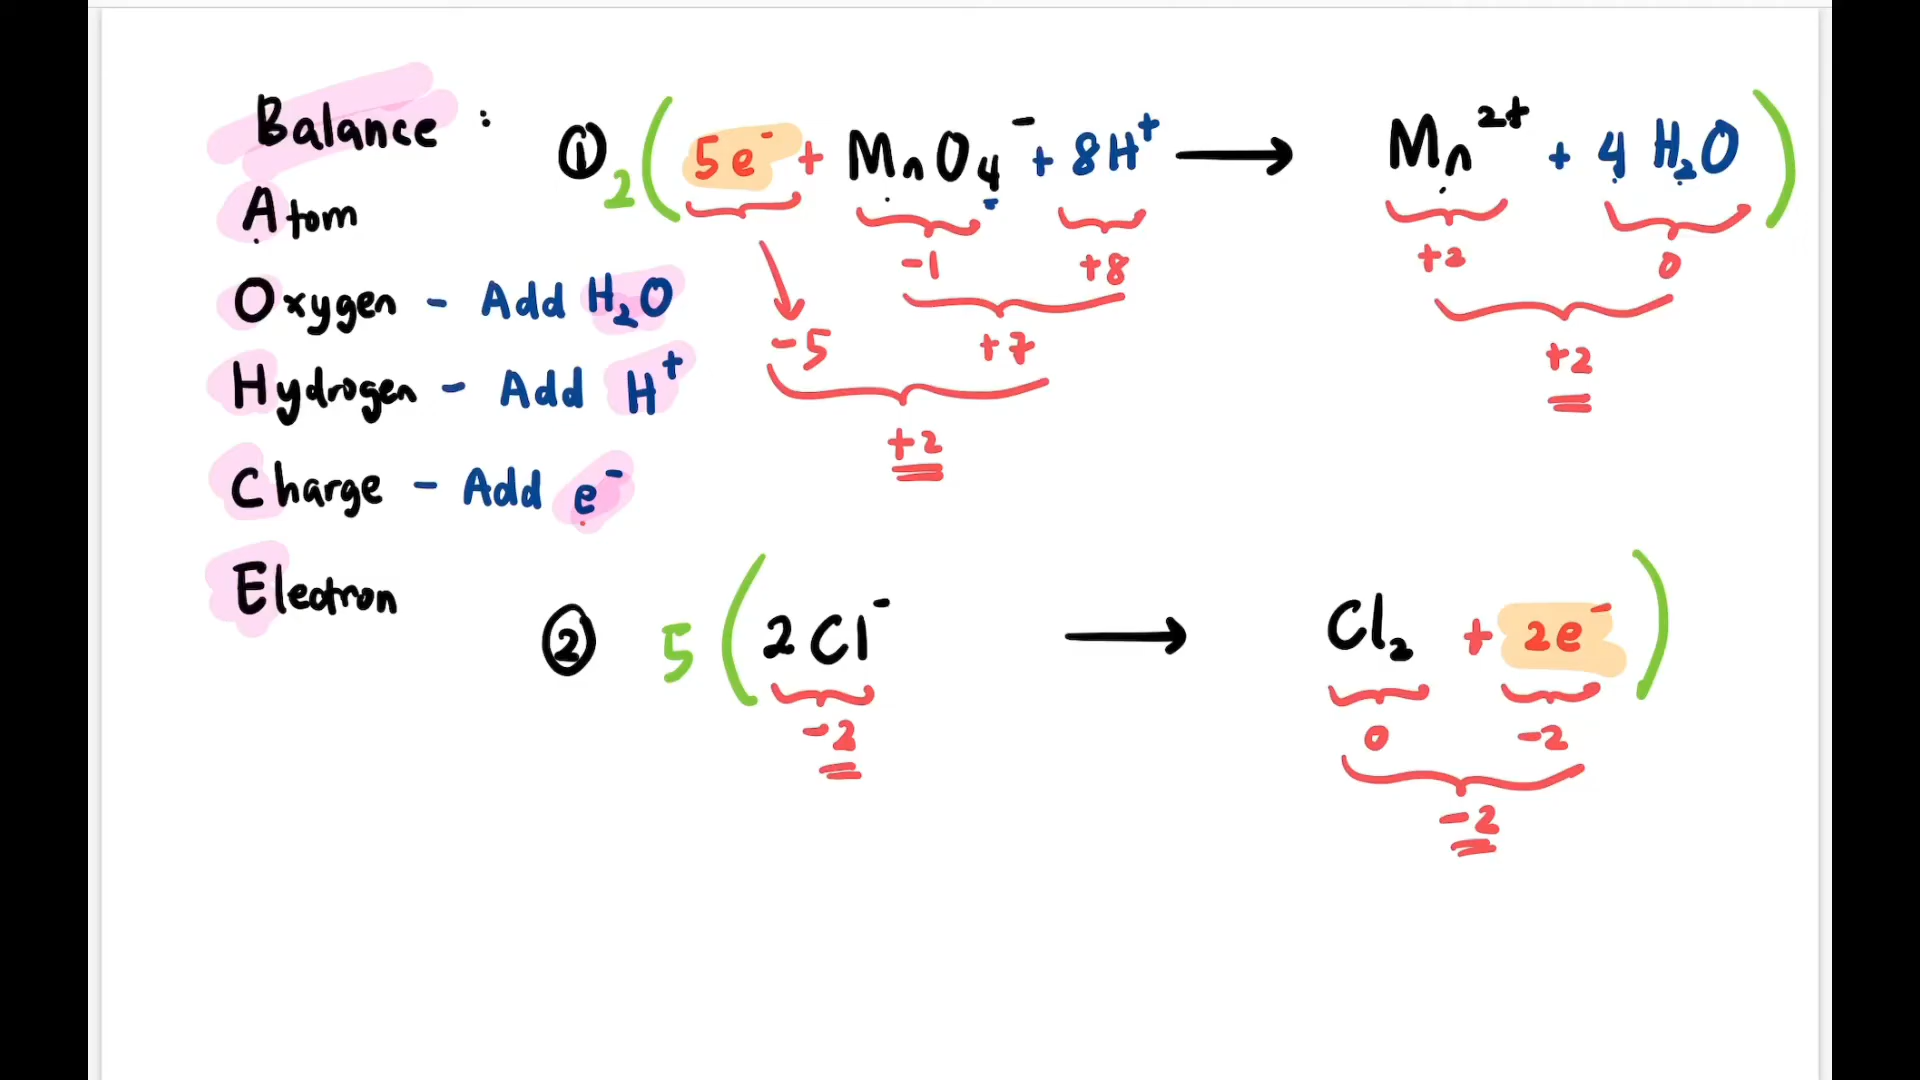 Balance :
Atom
Oxygen - Add H₂O
Hydrogen - Add H⁺
Charge - Add e⁻
Electron
① 2 ( 5e⁻ + MnO₄⁻ + 8H⁺ ⟶ Mn²⁺ + 4 H₂O )
-1 +8 +2 0
-5 +7 +2
+2
② 5 ( 2Cl⁻ ⟶ Cl₂ + 2e⁻ )
-2 0 -2
-2